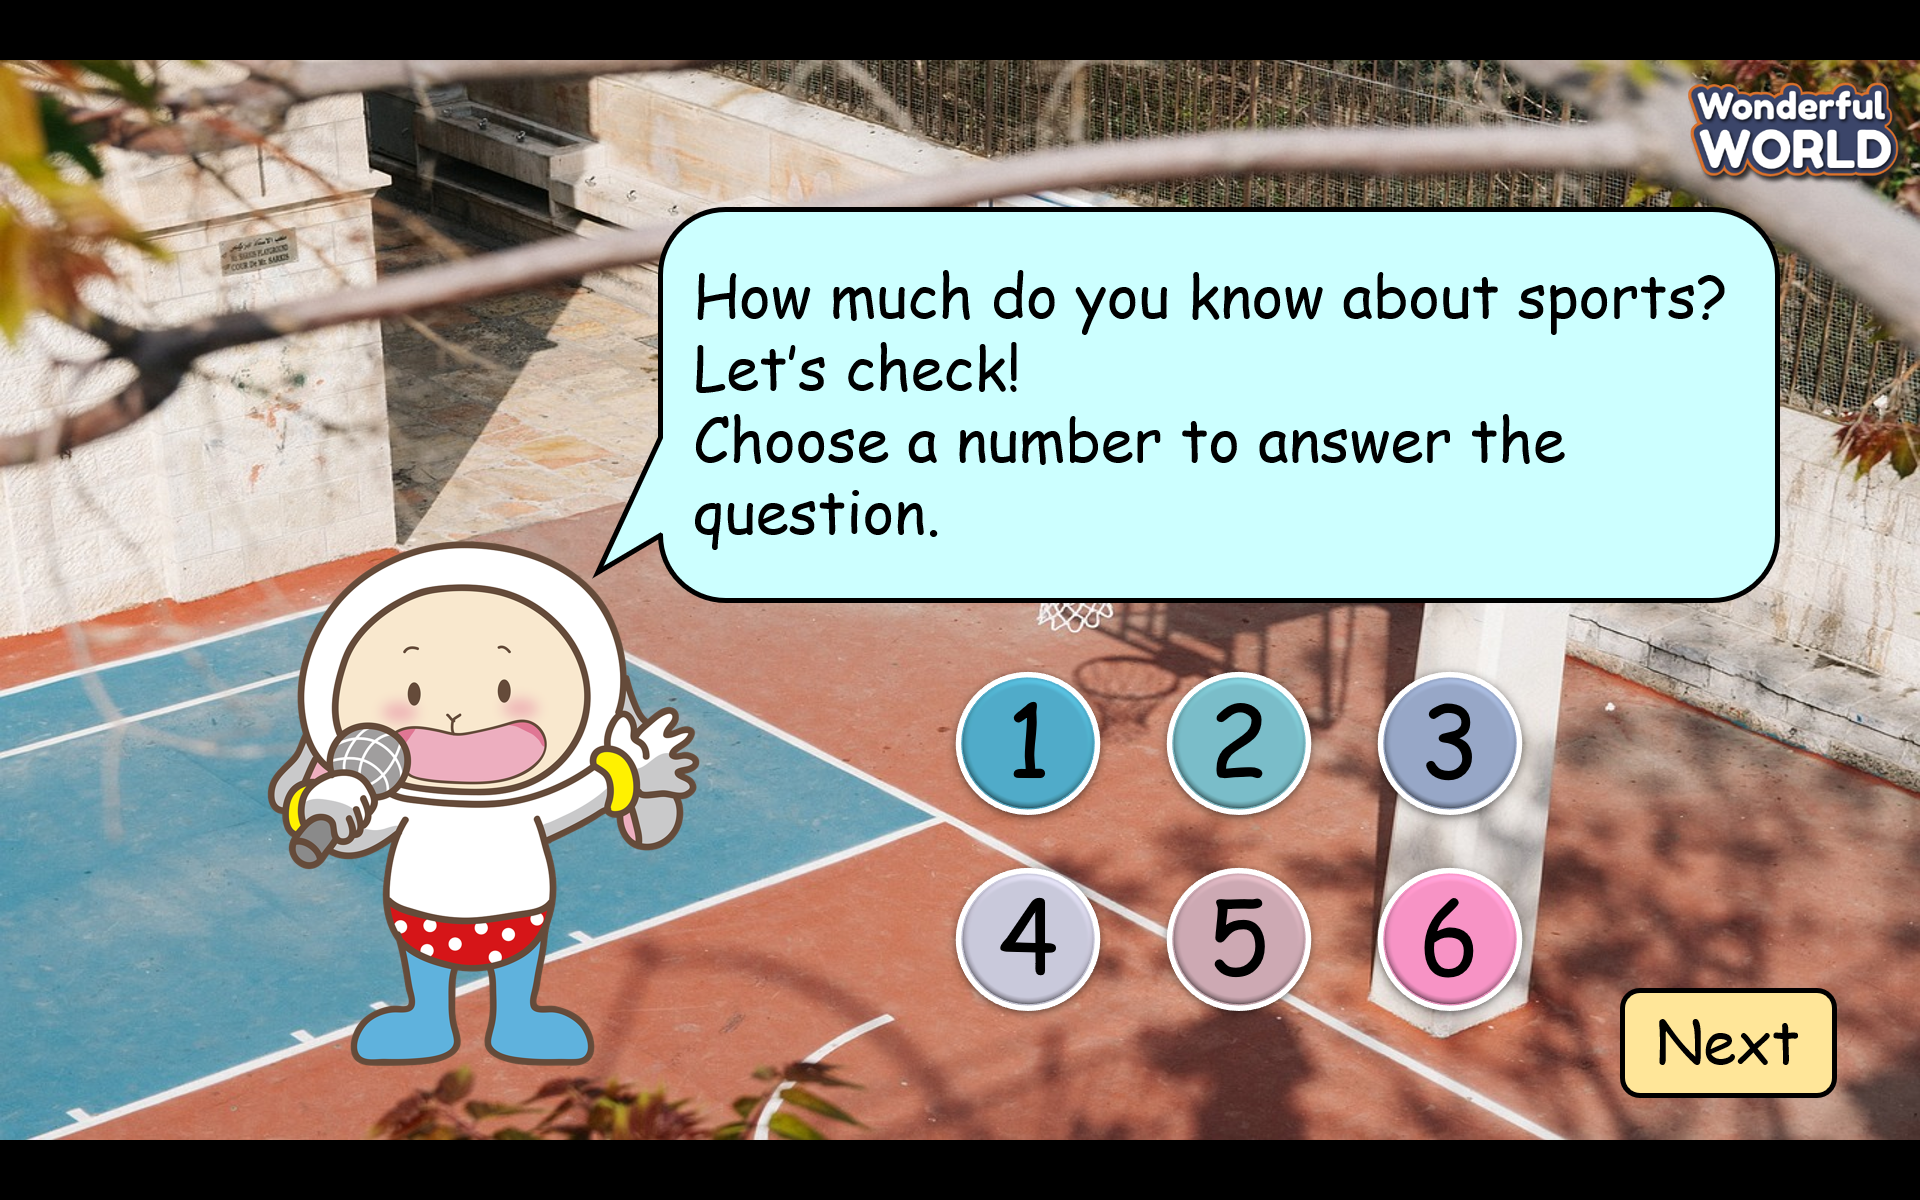 Wonderful
WORLD
How much do you know about sports?
Let's check!
Choose a number to answer the
question.
1 2 3
4 5 6
Next